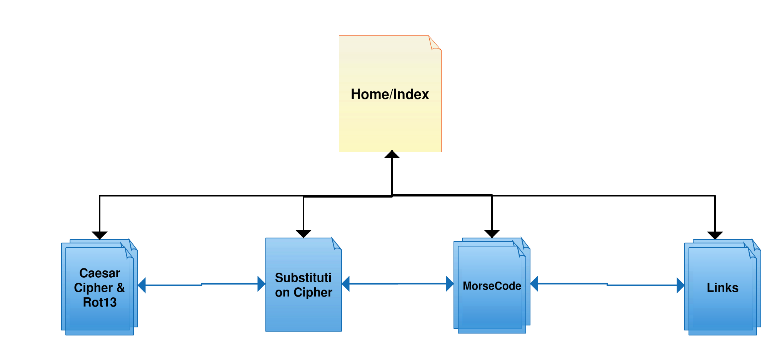 Home/Index
Caesar
Cipher &
Rot13
Substituti
on Cipher
MorseCode
Links